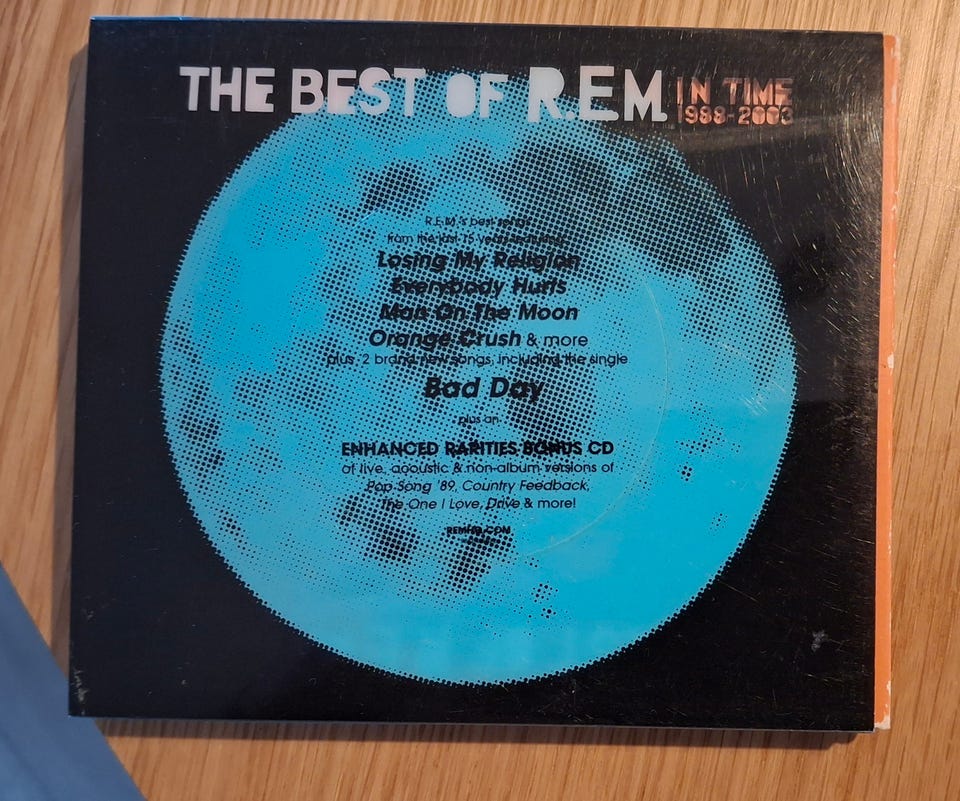 THE BEST OF R.E.M. IN TIME
1988-2003
R.E.M.'s best songs
from the last 15 years featuring
Losing My Religion
Everybody Hurts
Man On The Moon
Orange Crush & more
plus 2 brand new songs, including the single
Bad Day
plus an
ENHANCED RARITIES BONUS CD
of live, acoustic & non-album versions of
Pop Song '89, Country Feedback,
The One I Love, Drive & more!
REMHQ.COM